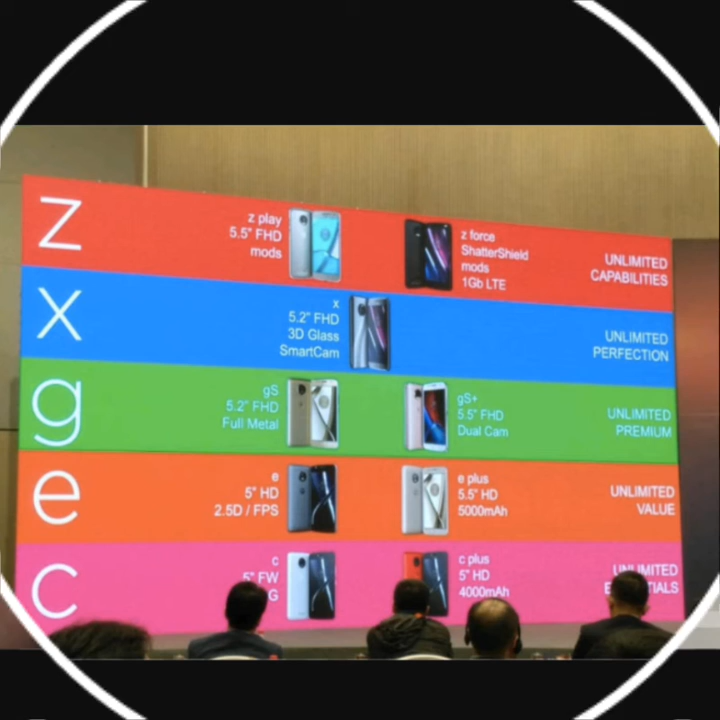 z
z play
5.5" FHD
mods
z force
ShatterShield
mods
1Gb LTE
UNLIMITED
CAPABILITIES
x
x
5.2" FHD
3D Glass
SmartCam
UNLIMITED
PERFECTION
g
gS
5.2" FHD
Full Metal
gS+
5.5" FHD
Dual Cam
UNLIMITED
PREMIUM
e
e
5" HD
2.5D / FPS
e plus
5.5" HD
5000mAh
UNLIMITED
VALUE
c
c
5" FW
c plus
5" HD
4000mAh